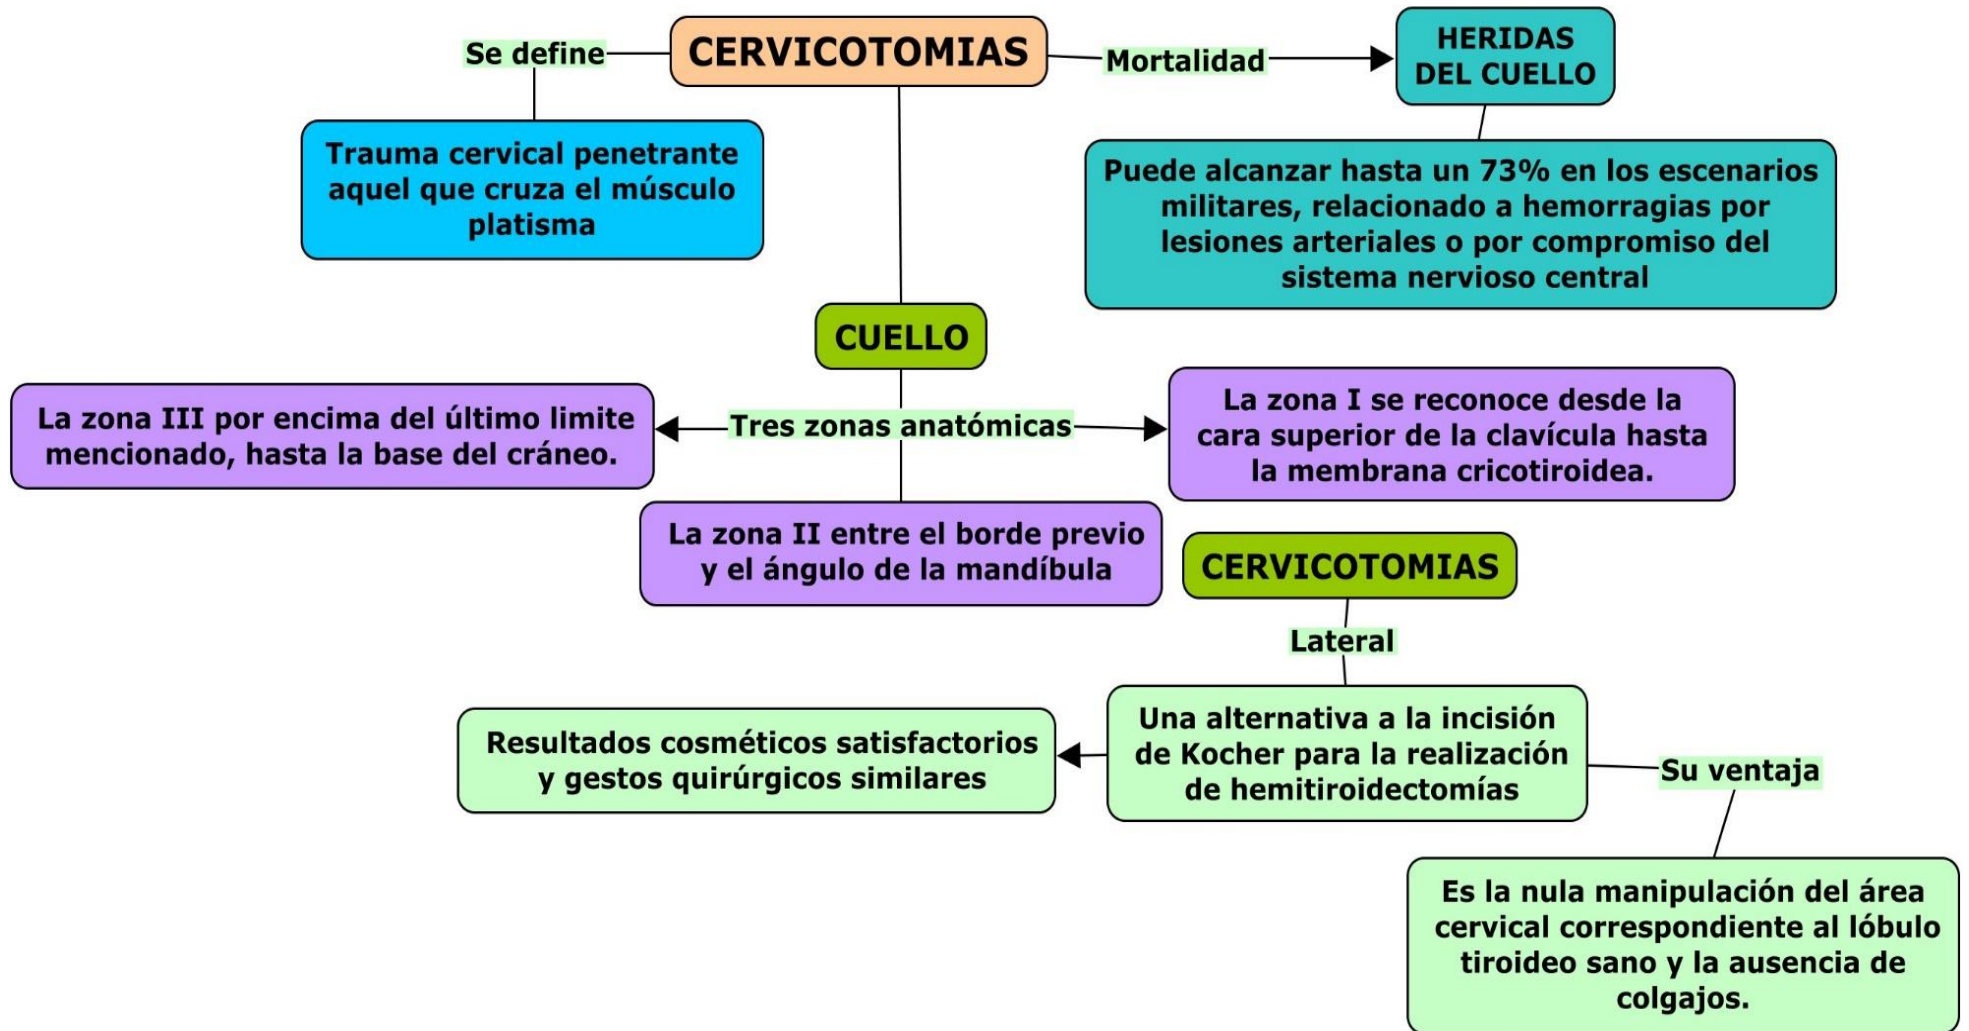 CERVICOTOMIAS
Se define
Mortalidad
HERIDAS
DEL CUELLO
Trauma cervical penetrante
aquel que cruza el músculo
platisma
Puede alcanzar hasta un 73% en los escenarios
militares, relacionado a hemorragias por
lesiones arteriales o por compromiso del
sistema nervioso central
CUELLO
Tres zonas anatómicas
La zona III por encima del último limite
mencionado, hasta la base del cráneo.
La zona I se reconoce desde la
cara superior de la clavícula hasta
la membrana cricotiroidea.
La zona II entre el borde previo
y el ángulo de la mandíbula
CERVICOTOMIAS
Lateral
Una alternativa a la incisión
de Kocher para la realización
de hemitiroidectomías
Resultados cosméticos satisfactorios
y gestos quirúrgicos similares
Su ventaja
Es la nula manipulación del área
cervical correspondiente al lóbulo
tiroideo sano y la ausencia de
colgajos.